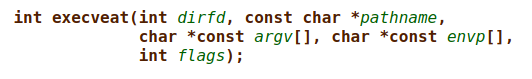 int execveat(int dirfd, const char *pathname,
char *const argv[], char *const envp[],
int flags);